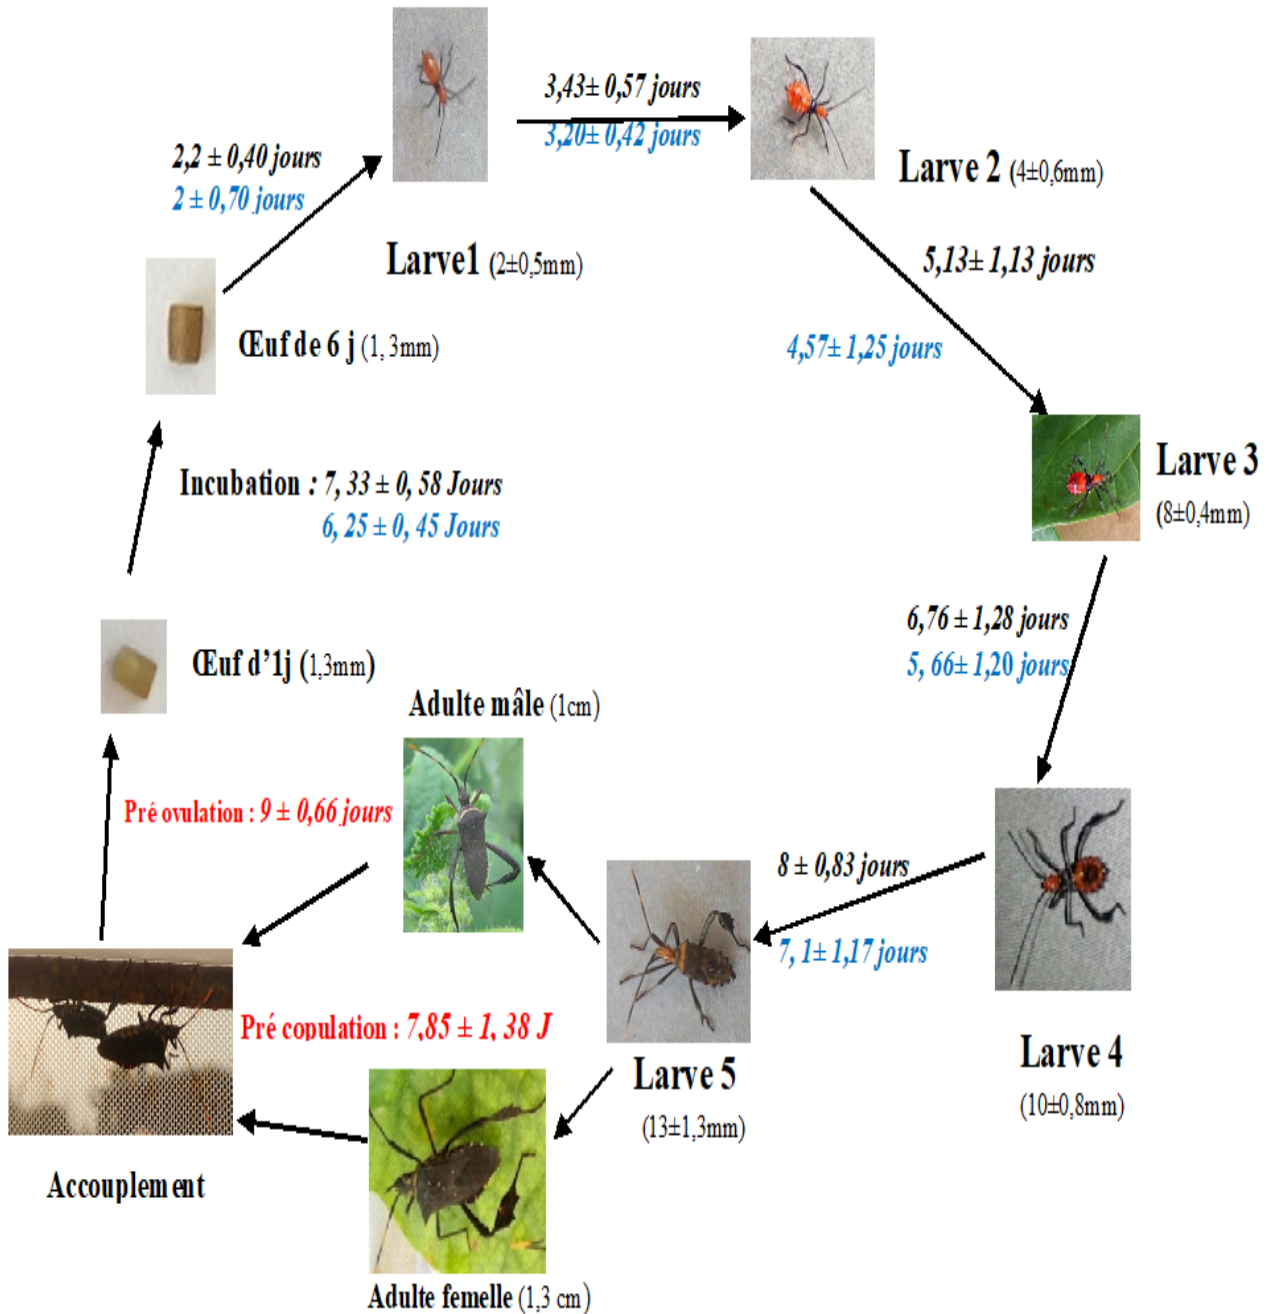 3,43± 0,57 jours
3,20± 0,42 jours
2,2 ± 0,40 jours
2 ± 0,70 jours
Larve 2 (4±0,6mm)
Larve1 (2±0,5mm)
5,13± 1,13 jours
4,57± 1,25 jours
Œuf de 6 j (1, 3mm)
Larve 3
(8±0,4mm)
Incubation : 7, 33 ± 0, 58 Jours
6, 25 ± 0, 45 Jours
6,76 ± 1,28 jours
5, 66± 1,20 jours
Œuf d’1j (1,3mm)
Adulte mâle (1cm)
Pré ovulation : 9 ± 0,66 jours
8 ± 0,83 jours
7, 1± 1,17 jours
Pré copulation : 7,85 ± 1, 38 J
Larve 4
(10±0,8mm)
Larve 5
(13±1,3mm)
Accouplement
Adulte femelle (1,3 cm)